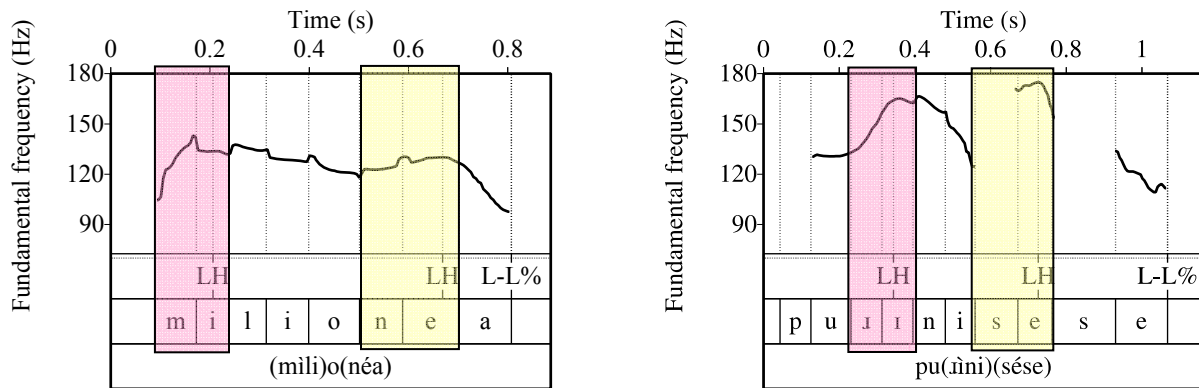 Time (s)
0 0.2 0.4 0.6 0.8
Fundamental frequency (Hz)
180
150
120
90
LH LH L-L%
m i l i o n e a
(mìli)o(néa)
Time (s)
0 0.2 0.4 0.6 0.8 1
Fundamental frequency (Hz)
180
150
120
90
LH LH L-L%
p u ɹ ɪ n i s e s e
pu(ɹìni)(sése)